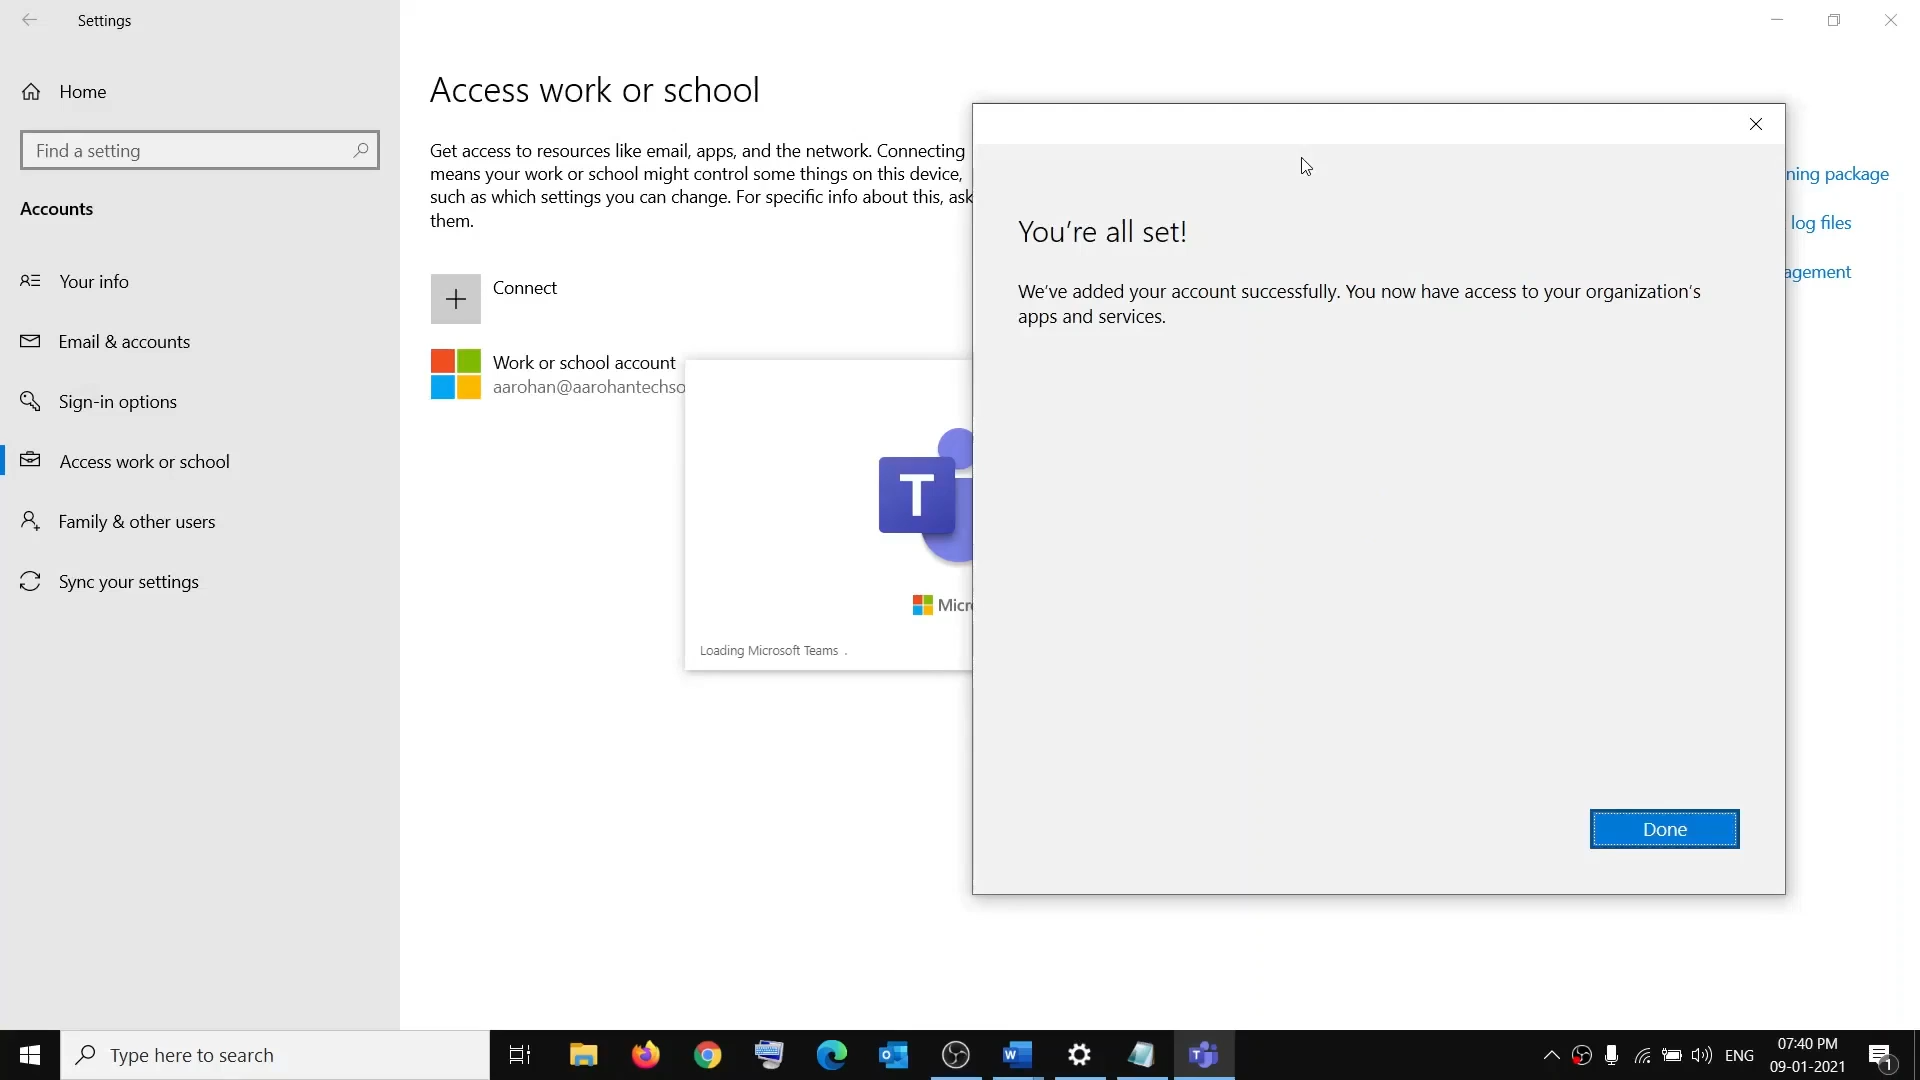 Settings
Home
Find a setting
Accounts
Your info
Email & accounts
Sign-in options
Access work or school
Family & other users
Sync your settings
Access work or school
Get access to resources like email, apps, and the network. Connecting
means your work or school might control some things on this device,
such as which settings you can change. For specific info about this, ask
them.
Connect
Work or school account
aarohan@aarohantechso
T
Micro
Loading Microsoft Teams .
You're all set!
We've added your account successfully. You now have access to your organization's
apps and services.
Done
ning package
log files
agement
Type here to search
ENG
07:40 PM
09-01-2021
1